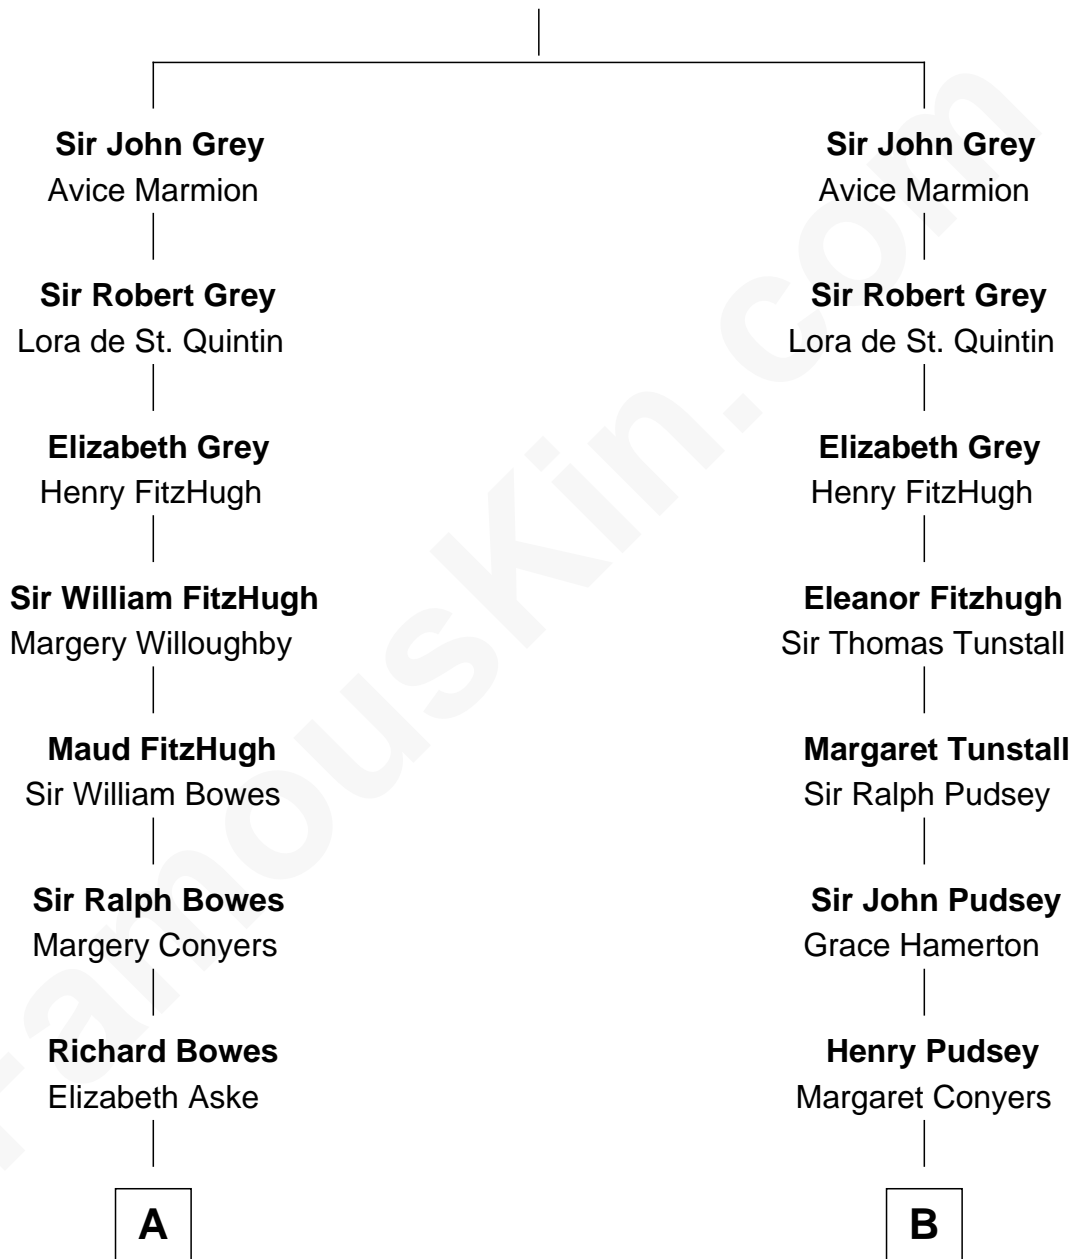 Sir John Grey
Avice Marmion
Sir Robert Grey
Lora de St. Quintin
Elizabeth Grey
Henry FitzHugh
Sir William FitzHugh
Margery Willoughby
Maud FitzHugh
Sir William Bowes
Sir Ralph Bowes
Margery Conyers
Richard Bowes
Elizabeth Aske
A
Sir John Grey
Avice Marmion
Sir Robert Grey
Lora de St. Quintin
Elizabeth Grey
Henry FitzHugh
Eleanor Fitzhugh
Sir Thomas Tunstall
Margaret Tunstall
Sir Ralph Pudsey
Sir John Pudsey
Grace Hamerton
Henry Pudsey
Margaret Conyers
B
FamousKin.com